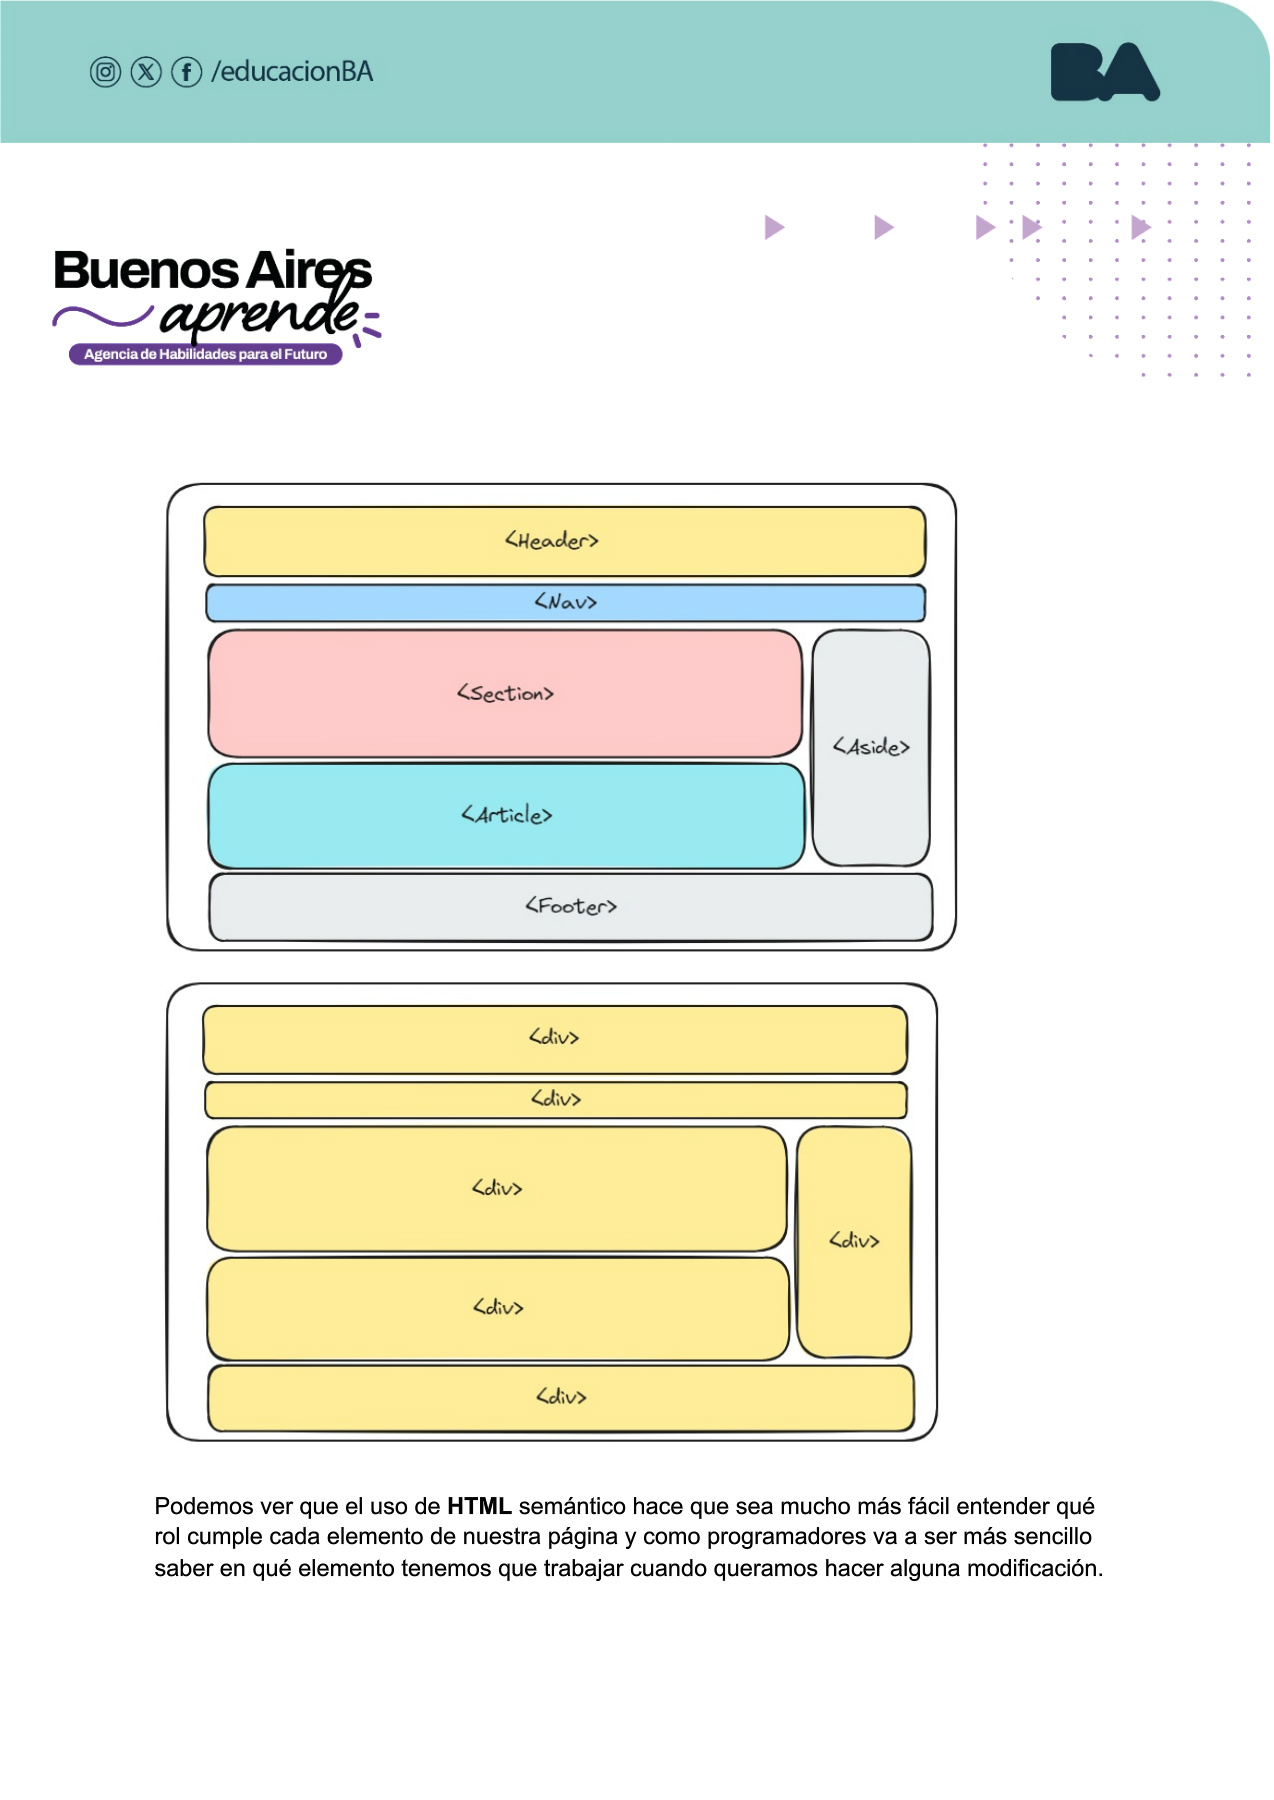 /educacionBA
BA
Buenos Aires
aprende
Agencia de Habilidades para el Futuro
<Header>
<Nav>
<Section>
<Aside>
<Article>
<Footer>
<div>
<div>
<div>
<div>
<div>
<div>
Podemos ver que el uso de HTML semántico hace que sea mucho más fácil entender qué
rol cumple cada elemento de nuestra página y como programadores va a ser más sencillo
saber en qué elemento tenemos que trabajar cuando queramos hacer alguna modificación.